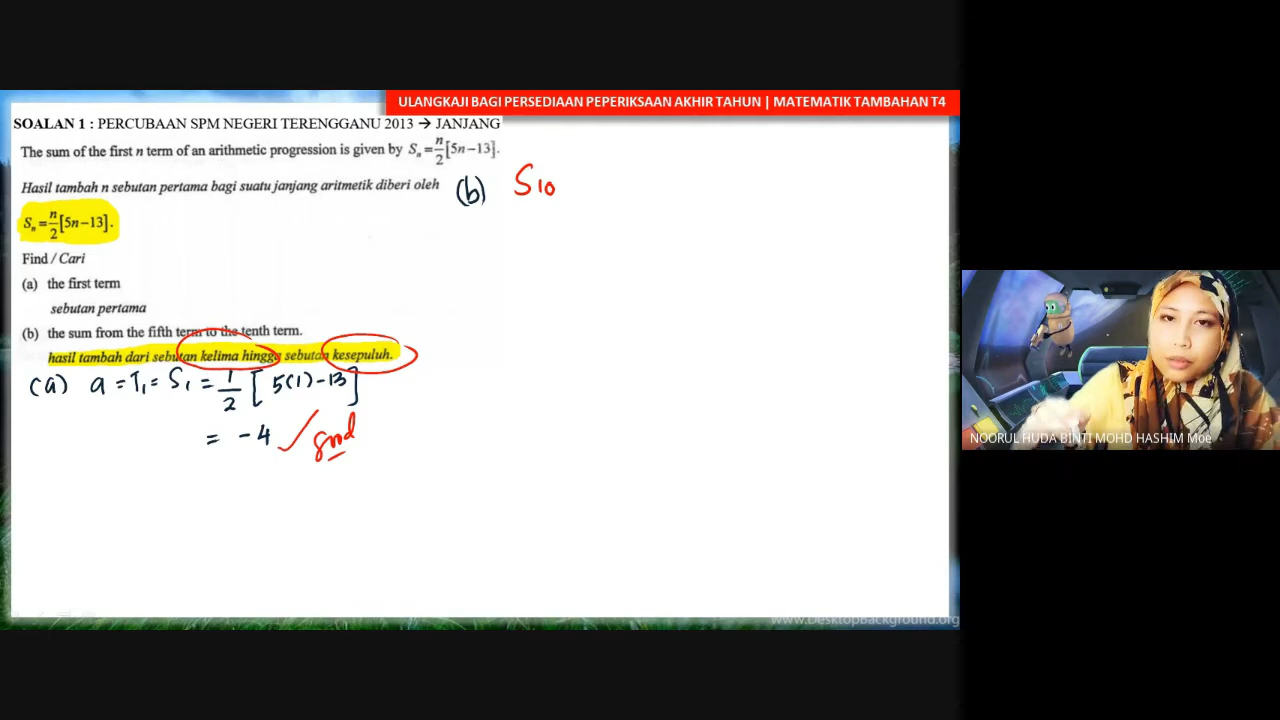 ULANGKAJI BAGI PERSEDIAAN PEPERIKSAAN AKHIR TAHUN | MATEMATIK TAMBAHAN T4
SOALAN 1 : PERCUBAAN SPM NEGERI TERENGGANU 2013 → JANJANG
The sum of the first n term of an arithmetic progression is given by Sₙ = n/2 [5n−13].
Hasil tambah n sebutan pertama bagi suatu janjang aritmetik diberi oleh
Sₙ = n/2 [5n−13].
Find / Cari
(a) the first term
sebutan pertama
(b) the sum from the fifth term to the tenth term.
hasil tambah dari sebutan kelima hingga sebutan kesepuluh.
(a) a = T₁ = S₁ = 1/2 [ 5(1) − 13 ]
= −4 ✓
(b) S₁₀
NOORUL HUDA BINTI MOHD HASHIM Moe
www.DesktopBackground.org